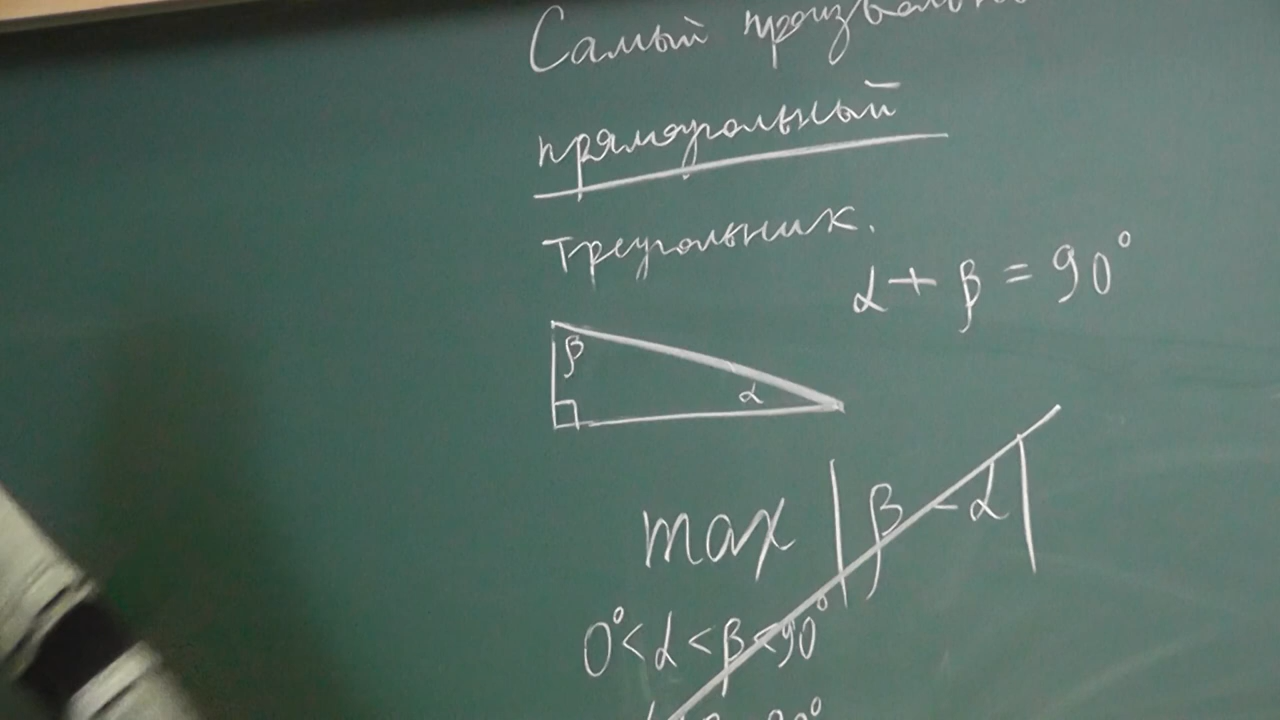 Самый
прямоугольный
треугольник.
α + β = 90°
β
α
max |β - α|
0° < α < β < 90°